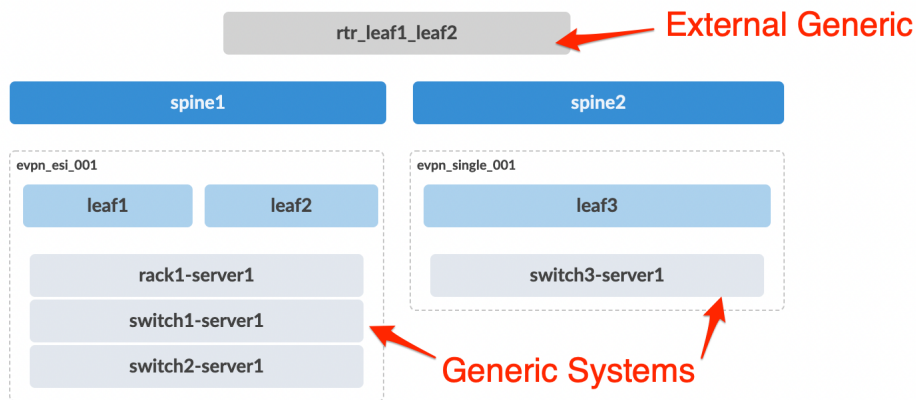 rtr_leaf1_leaf2
External Generic
spine1
spine2
evpn_esi_001
evpn_single_001
leaf1
leaf2
leaf3
rack1-server1
switch3-server1
switch1-server1
switch2-server1
Generic Systems